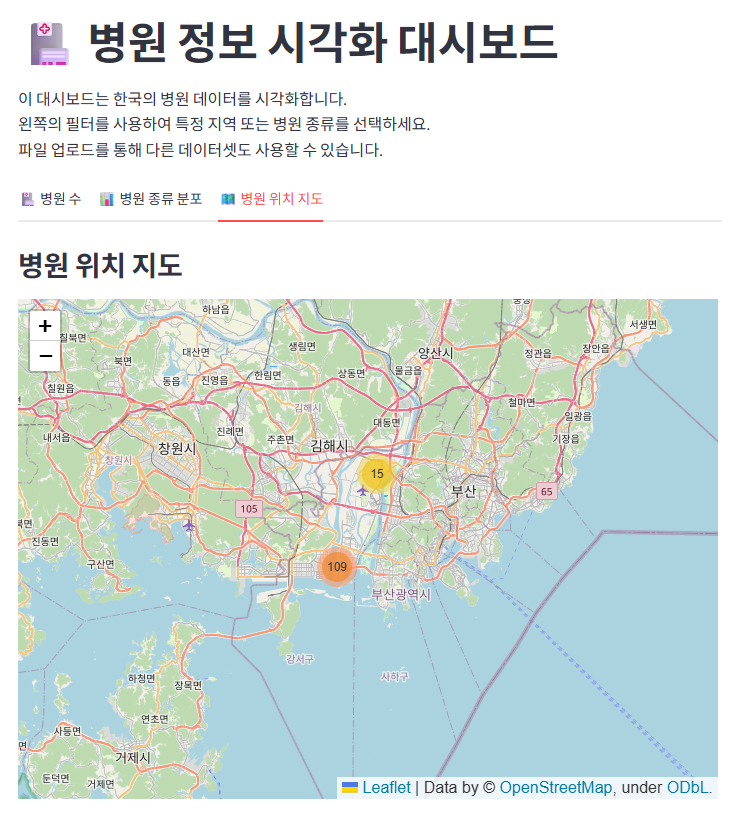 병원 정보 시각화 대시보드
이 대시보드는 한국의 병원 데이터를 시각화합니다.
왼쪽의 필터를 사용하여 특정 지역 또는 병원 종류를 선택하세요.
파일 업로드를 통해 다른 데이터셋도 사용할 수 있습니다.
병원 수 병원 종류 분포 병원 위치 지도
병원 위치 지도
+
−
하남읍
서생면
칠북면
대산면
생림면
양산시
정관읍
장안읍
북면
동읍
진영읍
한림면
상동면
물금읍
칠원읍
김해시
철마면
일광읍
내서읍
진례면
주촌면
김해시
대동면
기장읍
창원시
창원시
15
부산
65
105
진동면
구산면
109
부산광역시
강서구
사하구
하청면
장목면
연초면
사등면
거제시
둔덕면
거제면
Leaflet | Data by © OpenStreetMap, under ODbL.